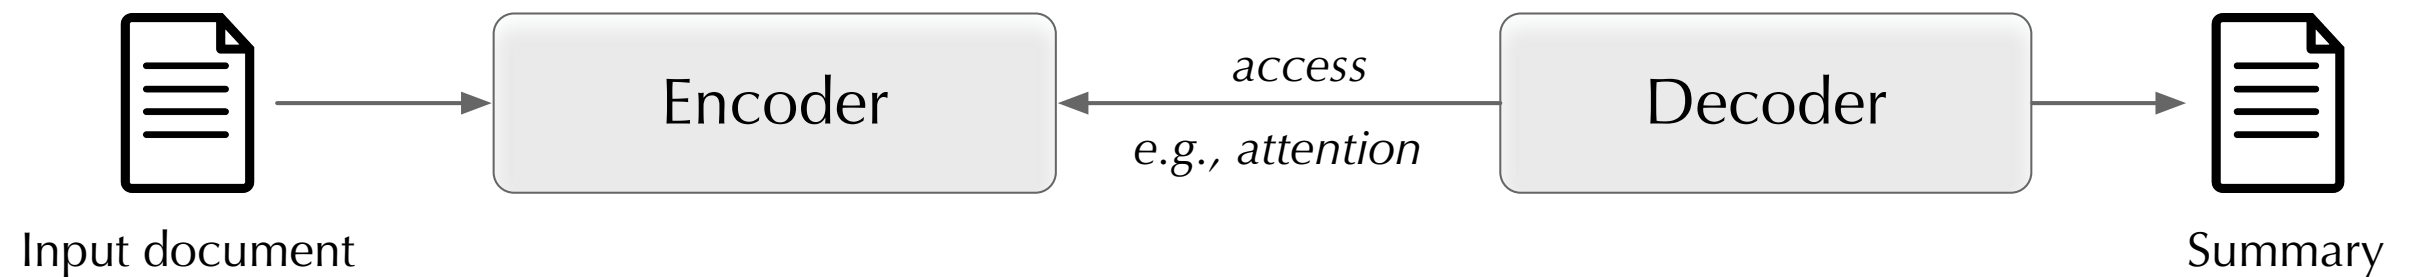 Encoder
access
e.g., attention
Decoder
Input document
Summary